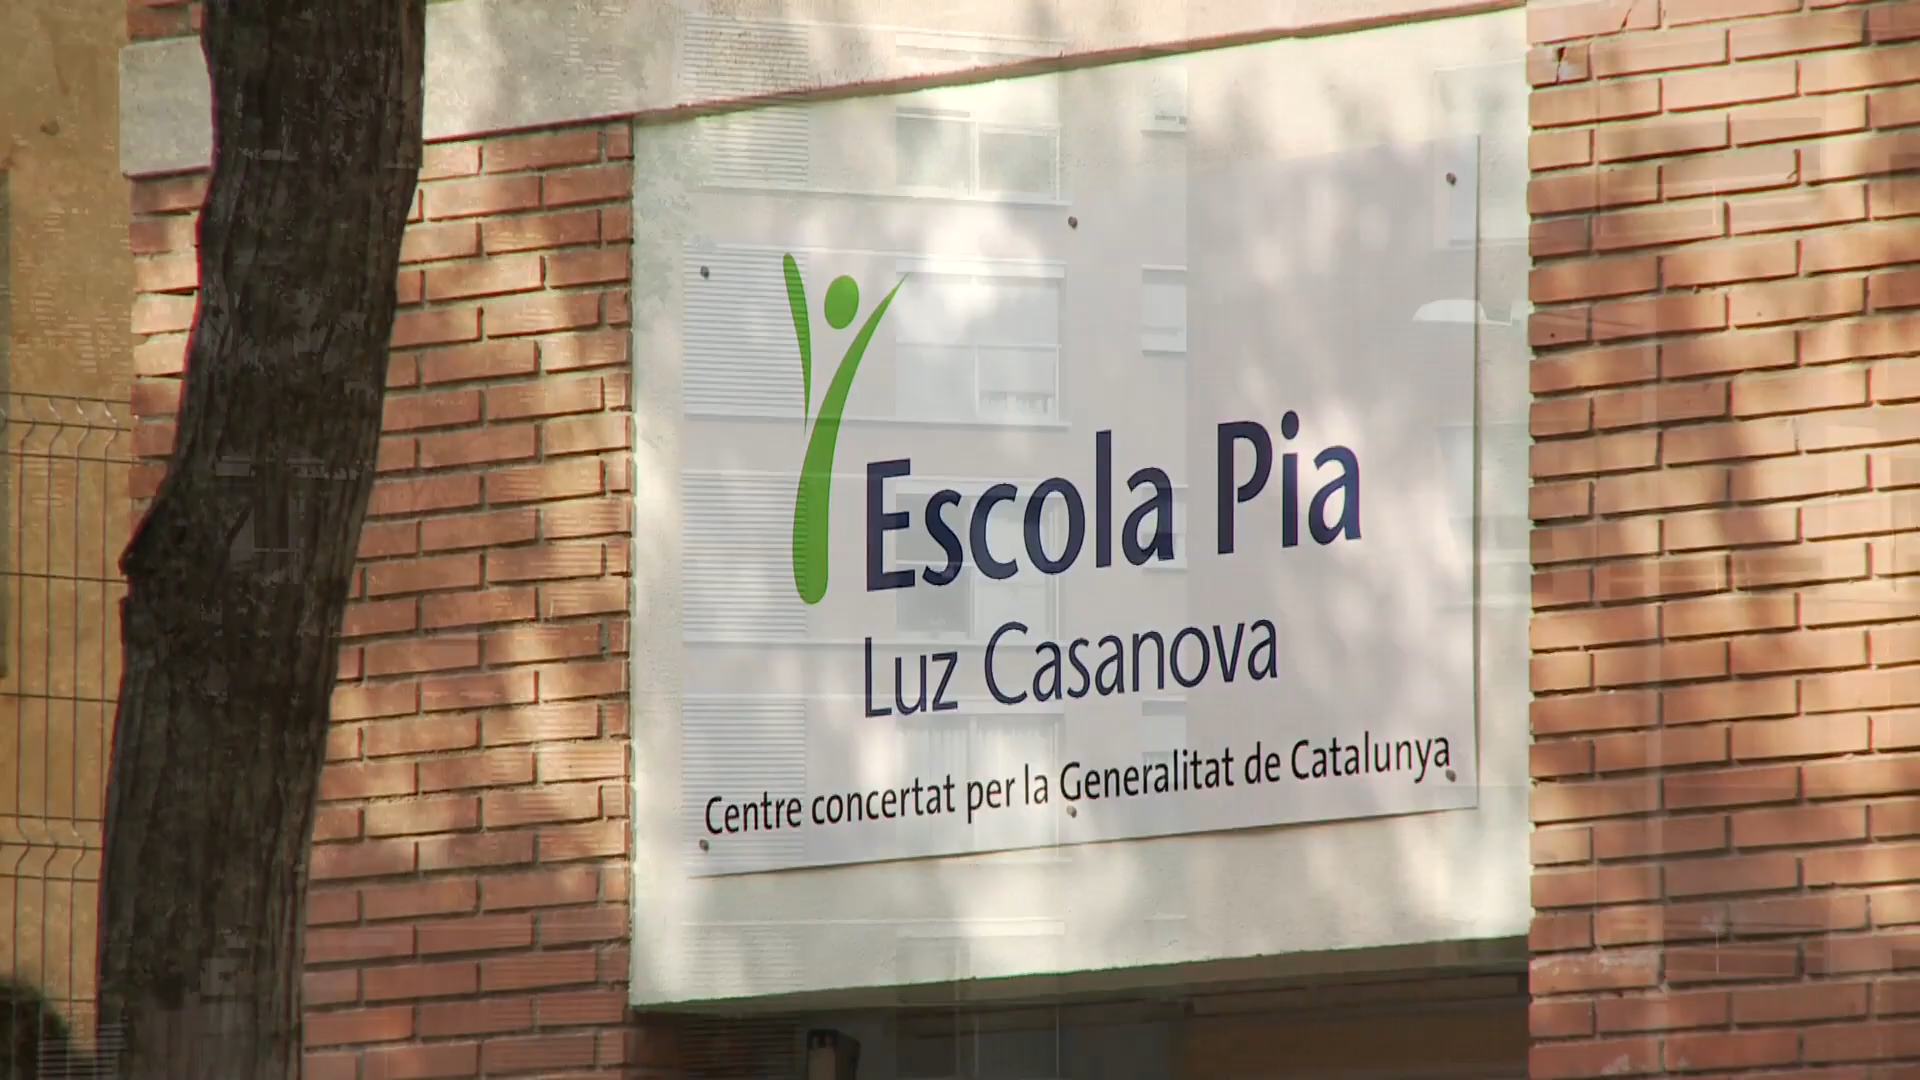 Escola Pia
Luz Casanova
Centre concertat per la Generalitat de Catalunya